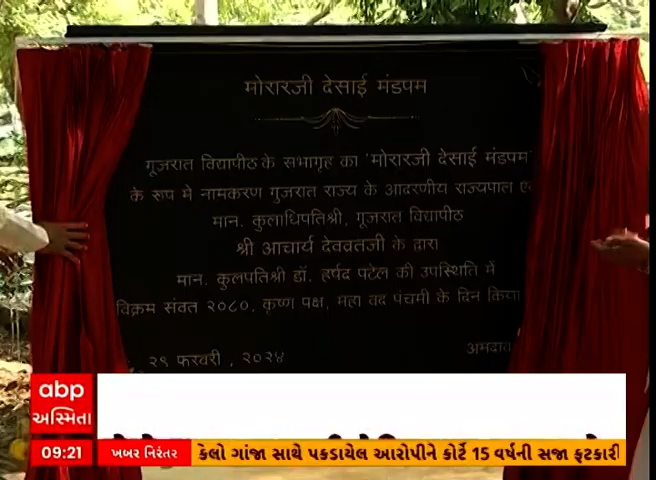 मोरारजी देसाई मंडपम
गूजरात विद्यापीठ के सभागृह का 'मोरारजी देसाई मंडपम
के रूप मे नामकरण गुजरात राज्य के आदरणीय राज्यपाल ए
मान. कुलाधिपतिश्री, गूजरात विद्यापीठ
श्री आचार्य देवव्रतजी के द्वारा
मान. कुलपतिश्री डॉ. हर्षद पटेल की उपस्थिति में
विक्रम संवत २०८०, कृष्ण पक्ष, महा वद पंचमी के दिन किया
२९ फरवरी , २०२४
अमदाव
abp
અસ્મિતા
09:21
ખબર નિરંતર
કેલો ગાંજા સાથે પકડાયેલ આરોપીને કોર્ટે 15 વર્ષની સજા ફટકારી